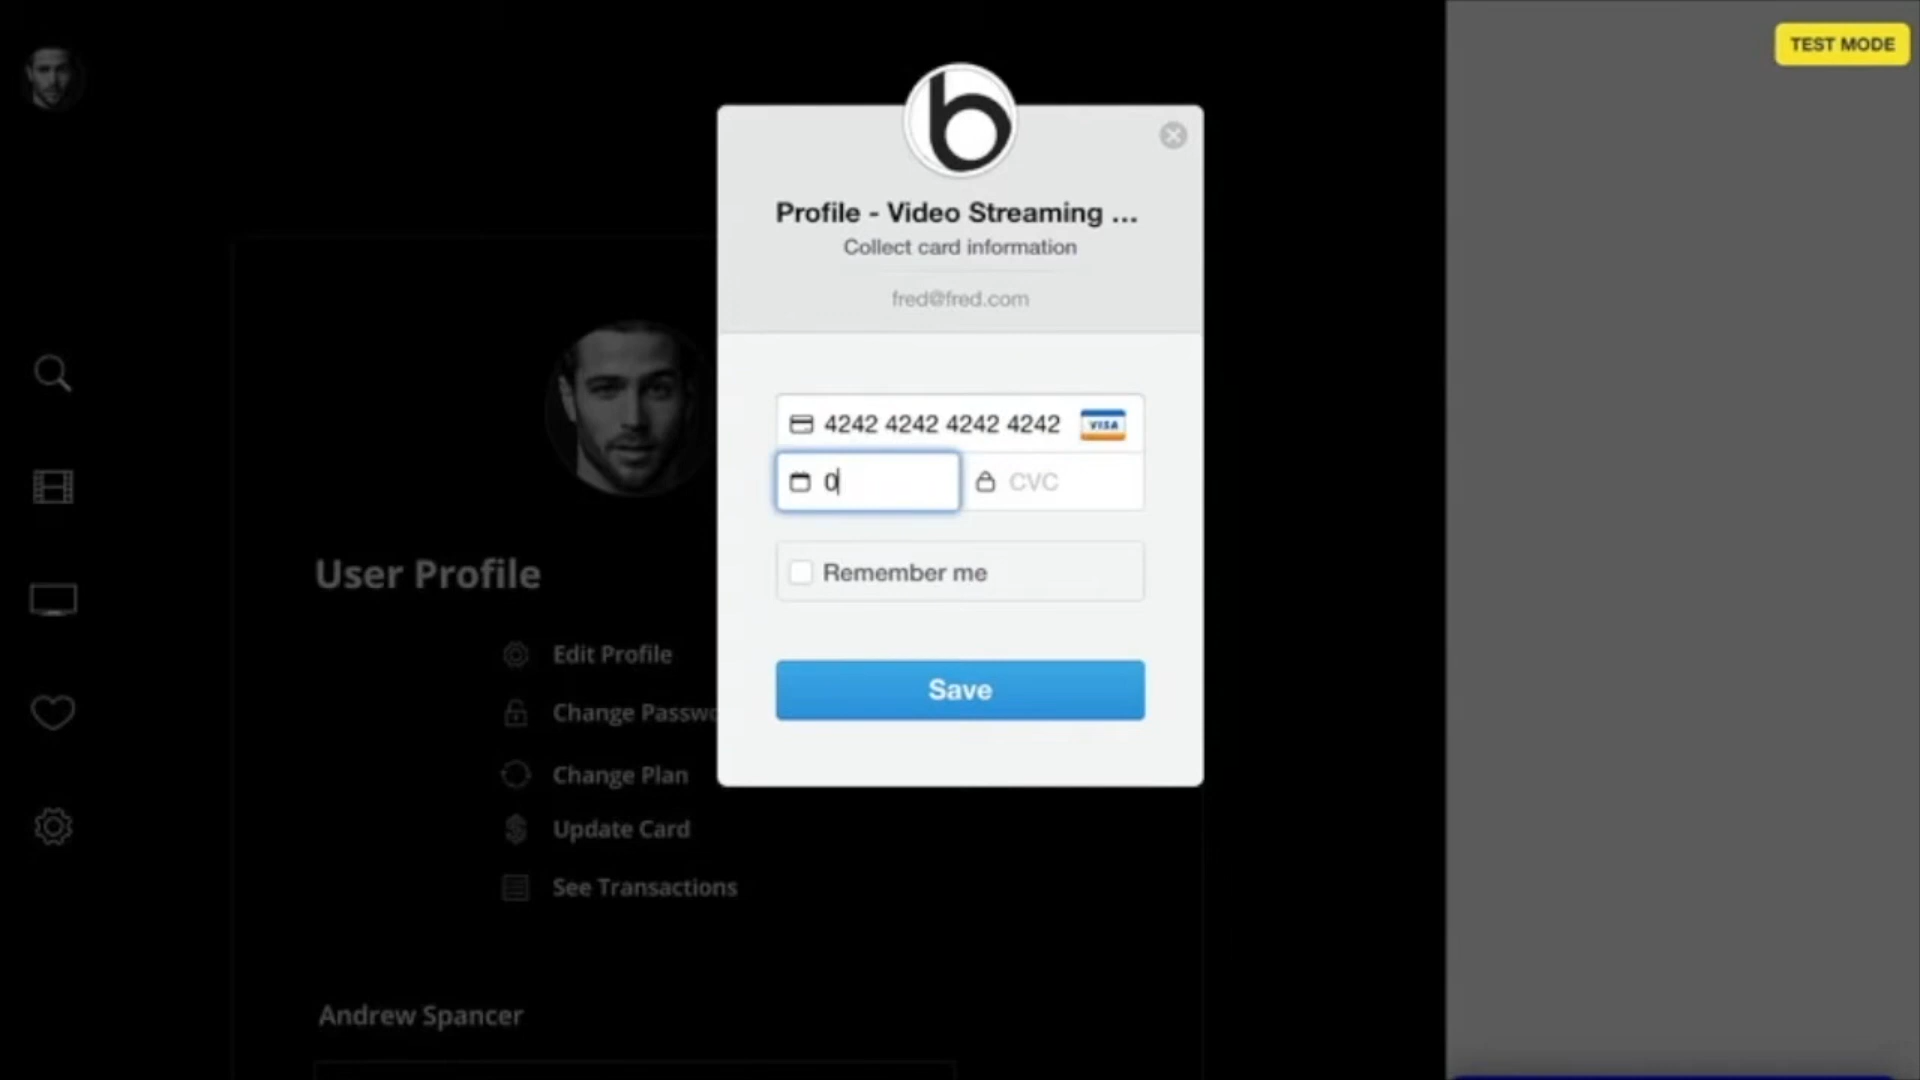 TEST MODE
b
Profile - Video Streaming ...
Collect card information
fred@fred.com
4242 4242 4242 4242 VISA
0 CVC
Remember me
Save
User Profile
Edit Profile
Change Passwo
Change Plan
Update Card
See Transactions
Andrew Spancer